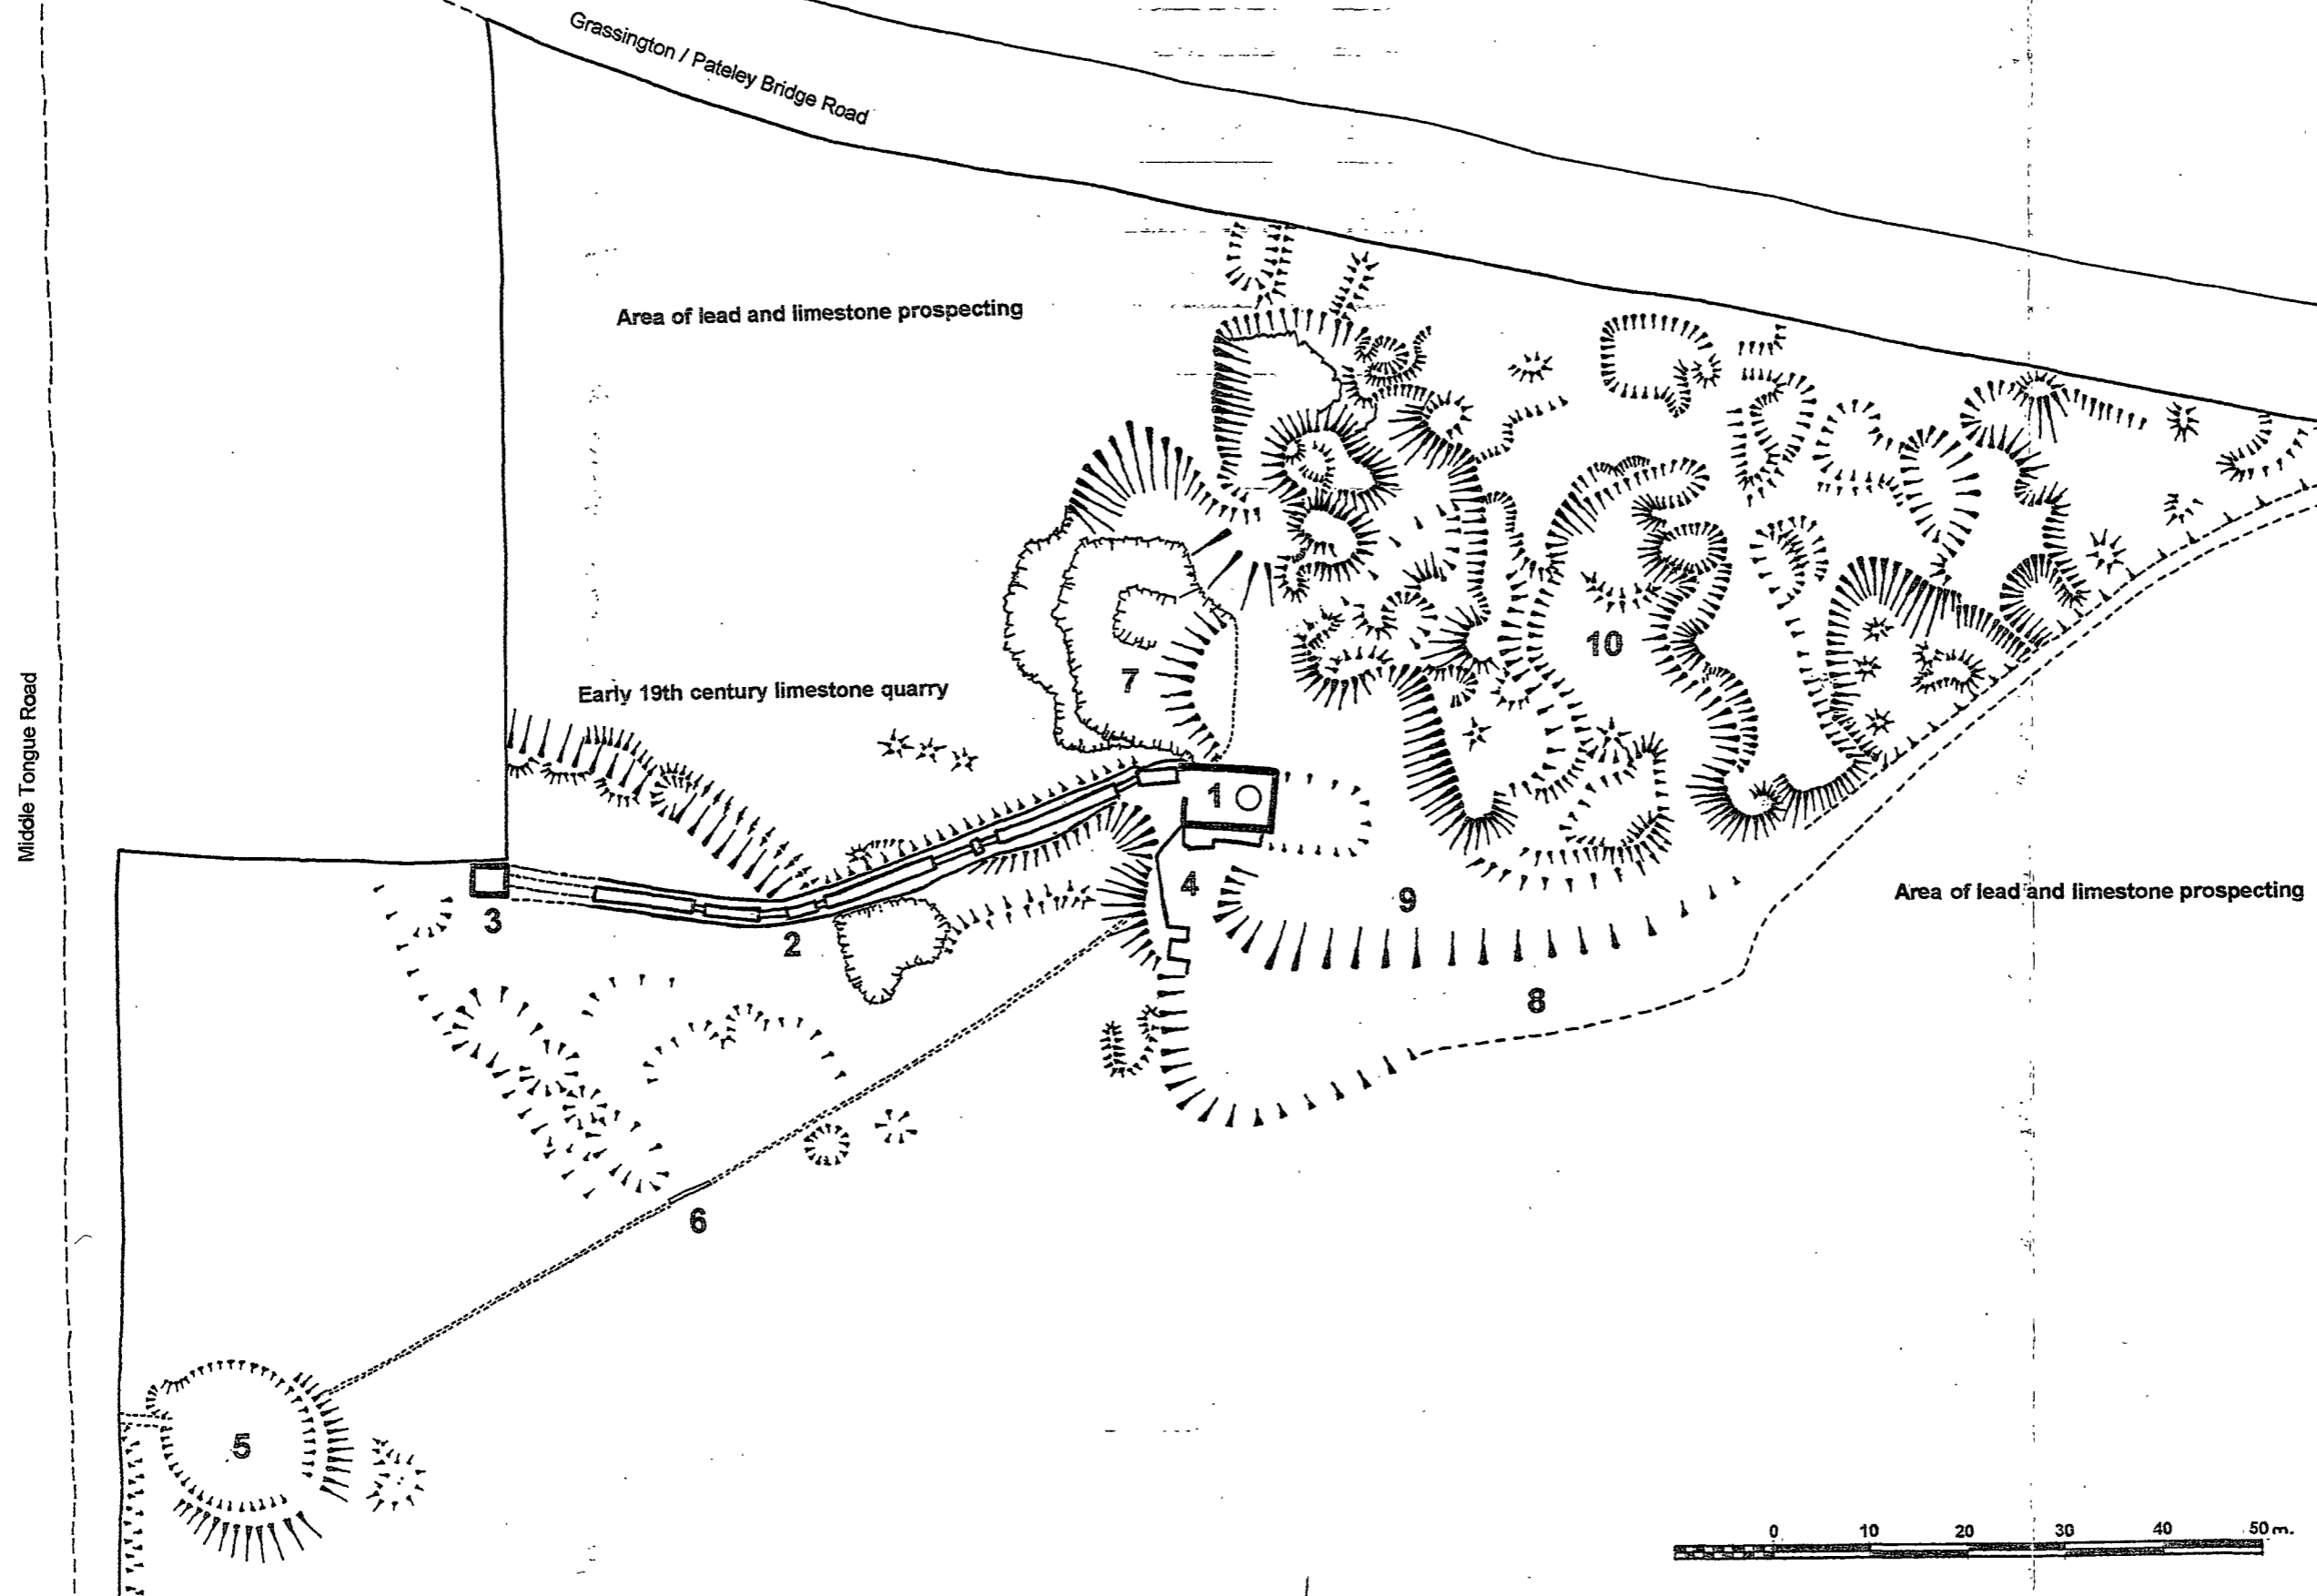 Grassington / Pateley Bridge Road
Area of lead and limestone prospecting
Early 19th century limestone quarry
Middle Tongue Road
7
10
1
4
3
2
9
Area of lead and limestone prospecting
8
6
5
0 10 20 30 40 50 m.